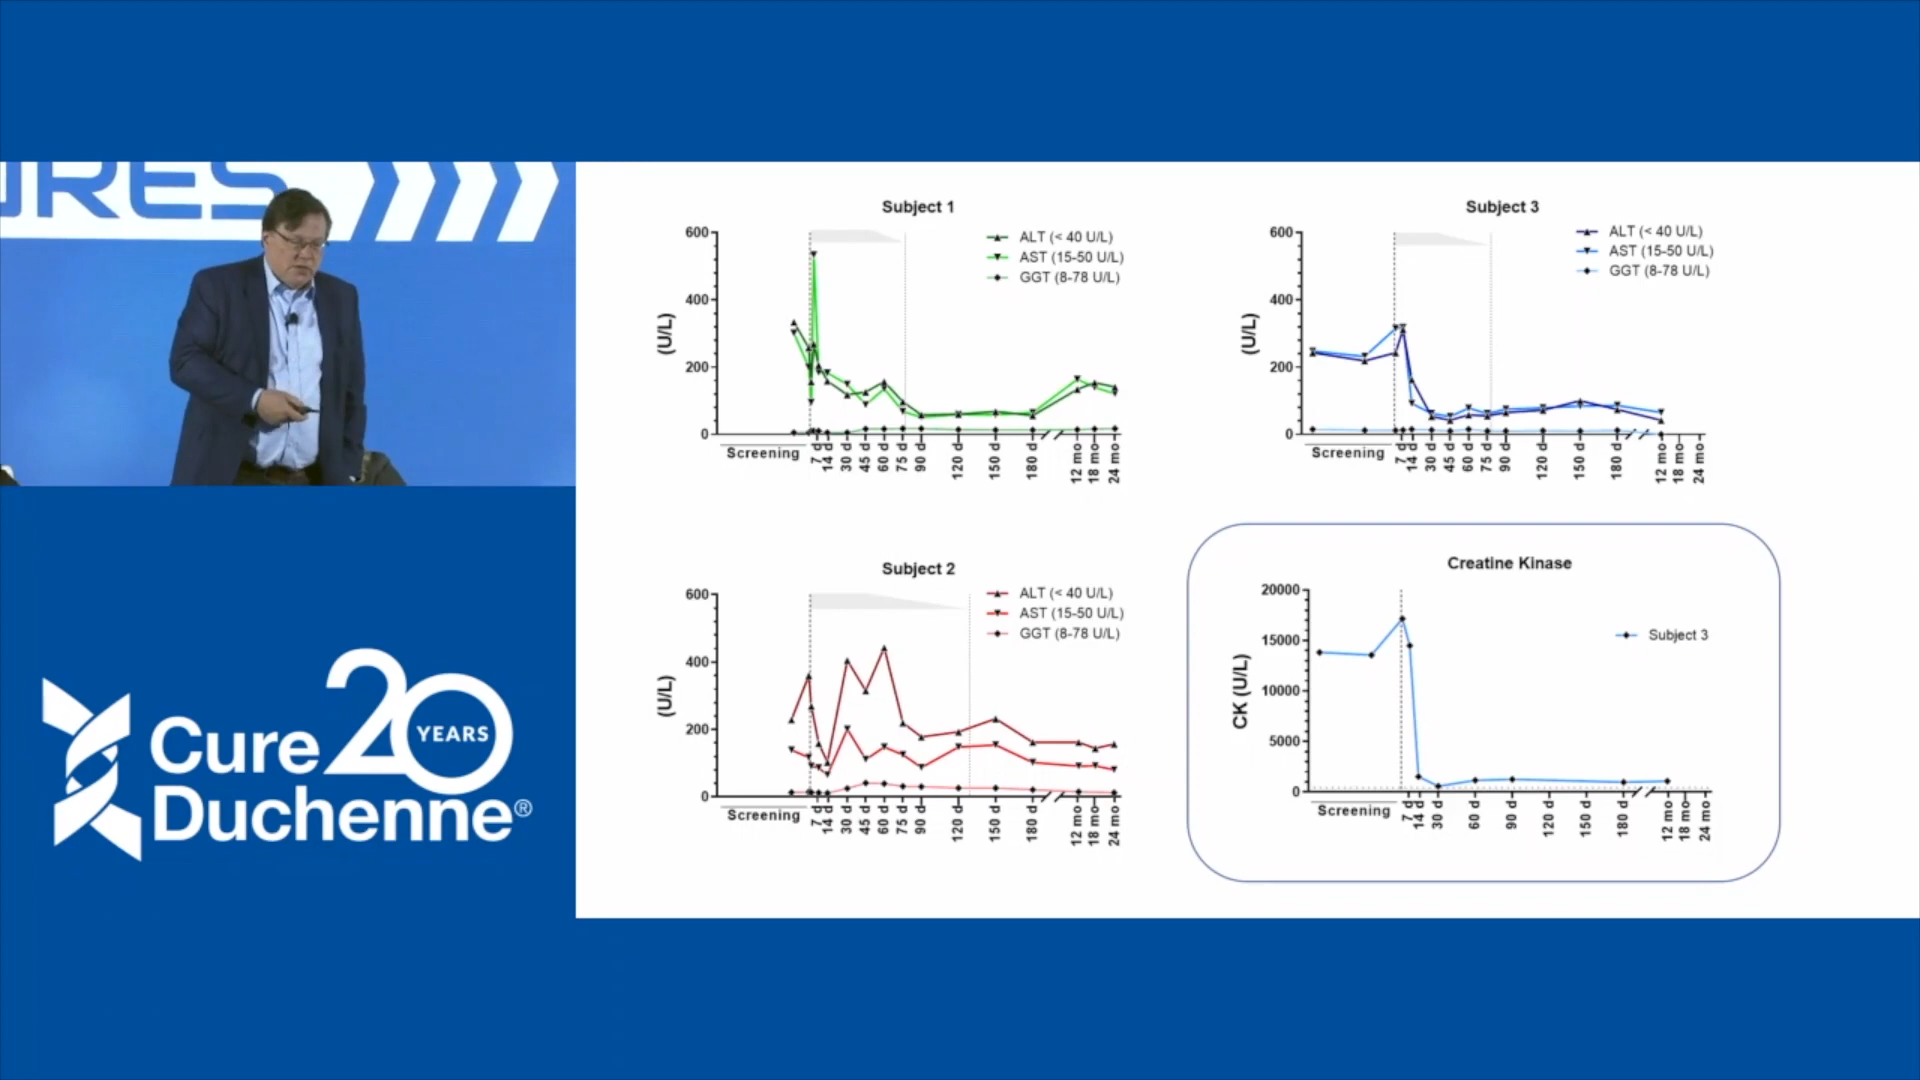 URES
Cure
20
YEARS
Duchenne®
Subject 1
600
400
200
0
(U/L)
ALT (< 40 U/L)
AST (15-50 U/L)
GGT (8-78 U/L)
Screening
7 d
14 d
30 d
45 d
60 d
75 d
90 d
120 d
150 d
180 d
12 mo
18 mo
24 mo
Subject 3
600
400
200
0
(U/L)
ALT (< 40 U/L)
AST (15-50 U/L)
GGT (8-78 U/L)
Screening
7 d
14 d
30 d
45 d
60 d
75 d
90 d
120 d
150 d
180 d
12 mo
18 mo
24 mo
Subject 2
600
400
200
0
(U/L)
ALT (< 40 U/L)
AST (15-50 U/L)
GGT (8-78 U/L)
Screening
7 d
14 d
30 d
45 d
60 d
75 d
90 d
120 d
150 d
180 d
12 mo
18 mo
24 mo
Creatine Kinase
20000
15000
10000
5000
0
CK (U/L)
Subject 3
Screening
7 d
14 d
30 d
60 d
90 d
120 d
150 d
180 d
12 mo
18 mo
24 mo